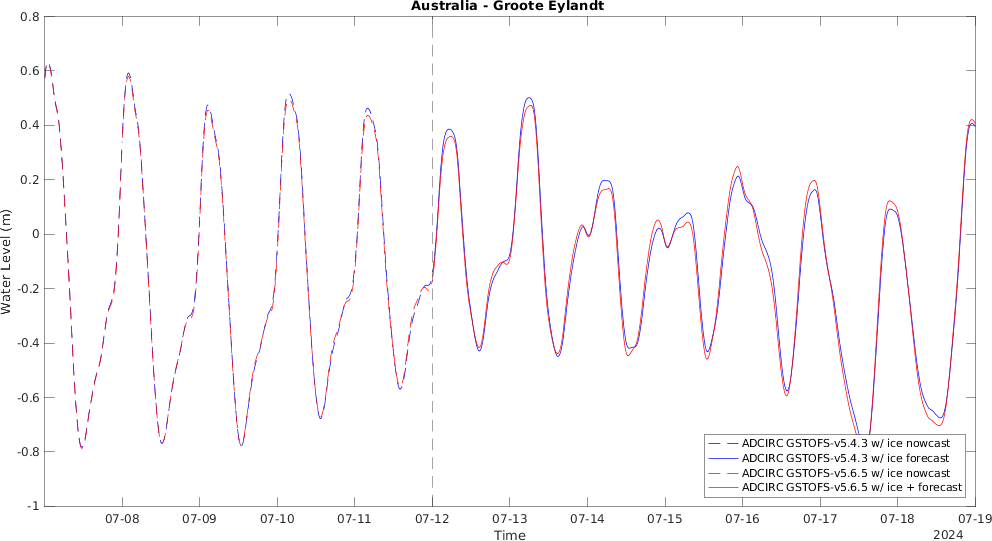 Australia - Groote Eylandt
0.8
0.6
0.4
0.2
0
-0.2
-0.4
-0.6
-0.8
-1
Water Level (m)
ADCIRC GSTOFS-v5.4.3 w/ ice nowcast
ADCIRC GSTOFS-v5.4.3 w/ ice forecast
ADCIRC GSTOFS-v5.6.5 w/ ice nowcast
ADCIRC GSTOFS-v5.6.5 w/ ice + forecast
07-08 07-09 07-10 07-11 07-12 07-13 07-14 07-15 07-16 07-17 07-18 07-19
Time
2024